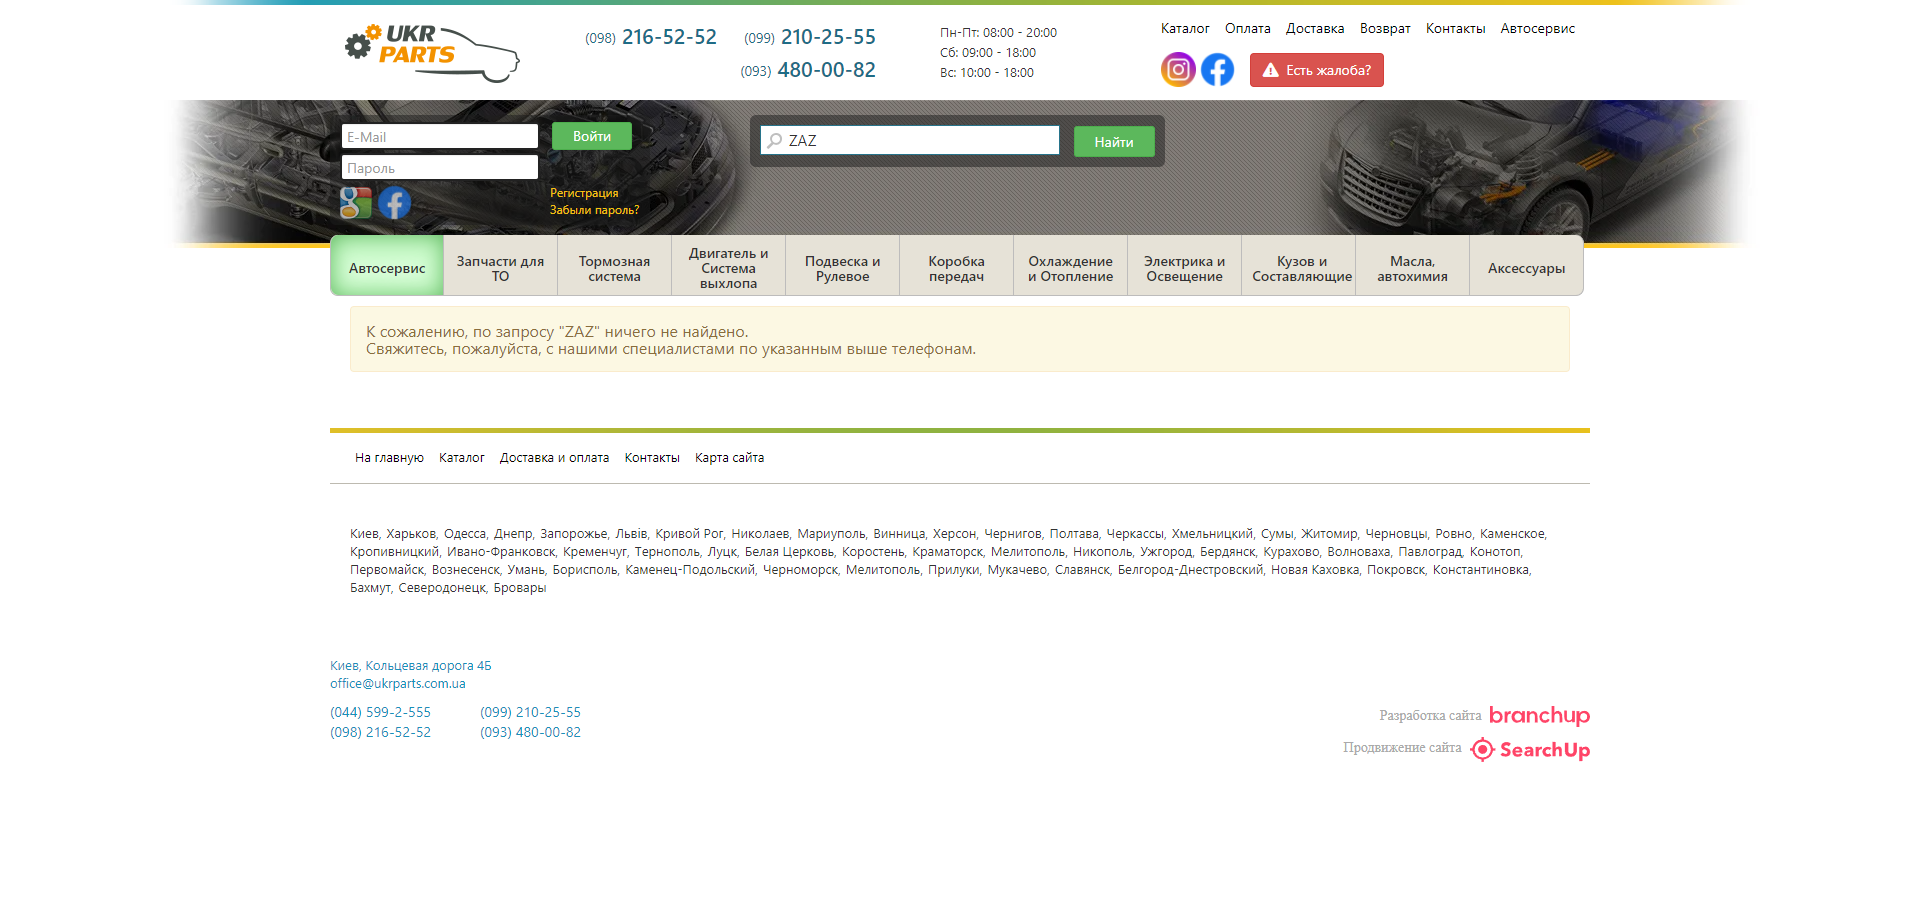 UKR
PARTS
(098) 216-52-52
(099) 210-25-55
(093) 480-00-82
Пн-Пт: 08:00 - 20:00
Сб: 09:00 - 18:00
Вс: 10:00 - 18:00
Каталог Оплата Доставка Возврат Контакты Автосервис
Есть жалоба?
E-Mail
Войти
Пароль
Регистрация
Забыли пароль?
ZAZ
Найти
Автосервис
Запчасти для
ТО
Тормозная
система
Двигатель и
Система
выхлопа
Подвеска и
Рулевое
Коробка
передач
Охлаждение
и Отопление
Электрика и
Освещение
Кузов и
Составляющие
Масла,
автохимия
Аксессуары
К сожалению, по запросу "ZAZ" ничего не найдено.
Свяжитесь, пожалуйста, с нашими специалистами по указанным выше телефонам.
На главную Каталог Доставка и оплата Контакты Карта сайта
Киев, Харьков, Одесса, Днепр, Запорожье, Львів, Кривой Рог, Николаев, Мариуполь, Винница, Херсон, Чернигов, Полтава, Черкассы, Хмельницкий, Сумы, Житомир, Черновцы, Ровно, Каменское,
Кропивницкий, Ивано-Франковск, Кременчуг, Тернополь, Луцк, Белая Церковь, Коростень, Краматорск, Мелитополь, Никополь, Ужгород, Бердянск, Курахово, Волноваха, Павлоград, Конотоп,
Первомайск, Вознесенск, Умань, Борисполь, Каменец-Подольский, Черноморск, Мелитополь, Прилуки, Мукачево, Славянск, Белгород-Днестровский, Новая Каховка, Покровск, Константиновка,
Бахмут, Северодонецк, Бровары
Киев, Кольцевая дорога 4Б
office@ukrparts.com.ua
(044) 599-2-555 (099) 210-25-55
(098) 216-52-52 (093) 480-00-82
Разработка сайта branchup
Продвижение сайта SearchUp